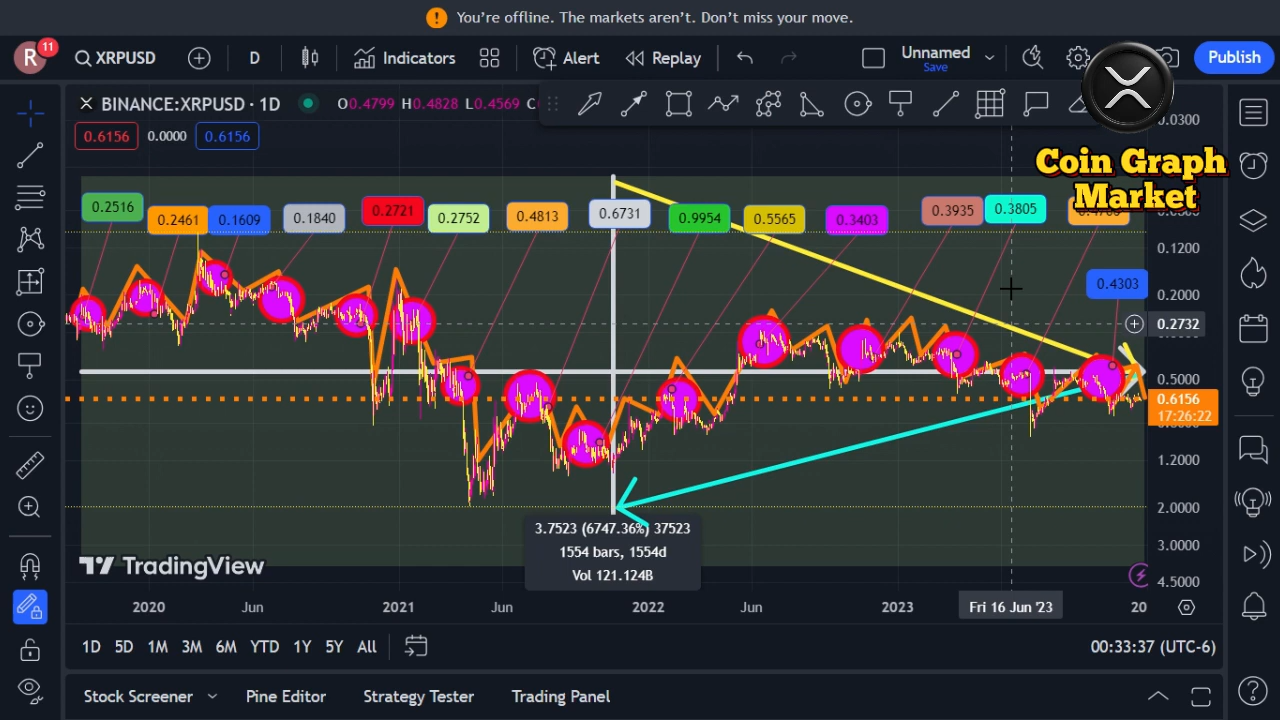 You're offline. The markets aren't. Don't miss your move.
R 11 XRPUSD D Indicators Alert Replay Unnamed Save Publish
BINANCE:XRPUSD · 1D O0.4799 H0.4828 L0.4569
0.6156 0.0000 0.6156
0.0300
Coin Graph
Market
0.2516 0.2461 0.1609 0.1840 0.2721 0.2752 0.4813 0.6731 0.9954 0.5565 0.3403 0.3935 0.3805
0.1200
0.4303
0.2000
0.2732
0.5000
0.6156
17:26:22
1.2000
2.0000
3.7523 (6747.36%) 37523
1554 bars, 1554d
Vol 121.124B
3.0000
TradingView
4.5000
2020 Jun 2021 Jun 2022 Jun 2023 Fri 16 Jun '23 20
1D 5D 1M 3M 6M YTD 1Y 5Y All 00:33:37 (UTC-6)
Stock Screener Pine Editor Strategy Tester Trading Panel